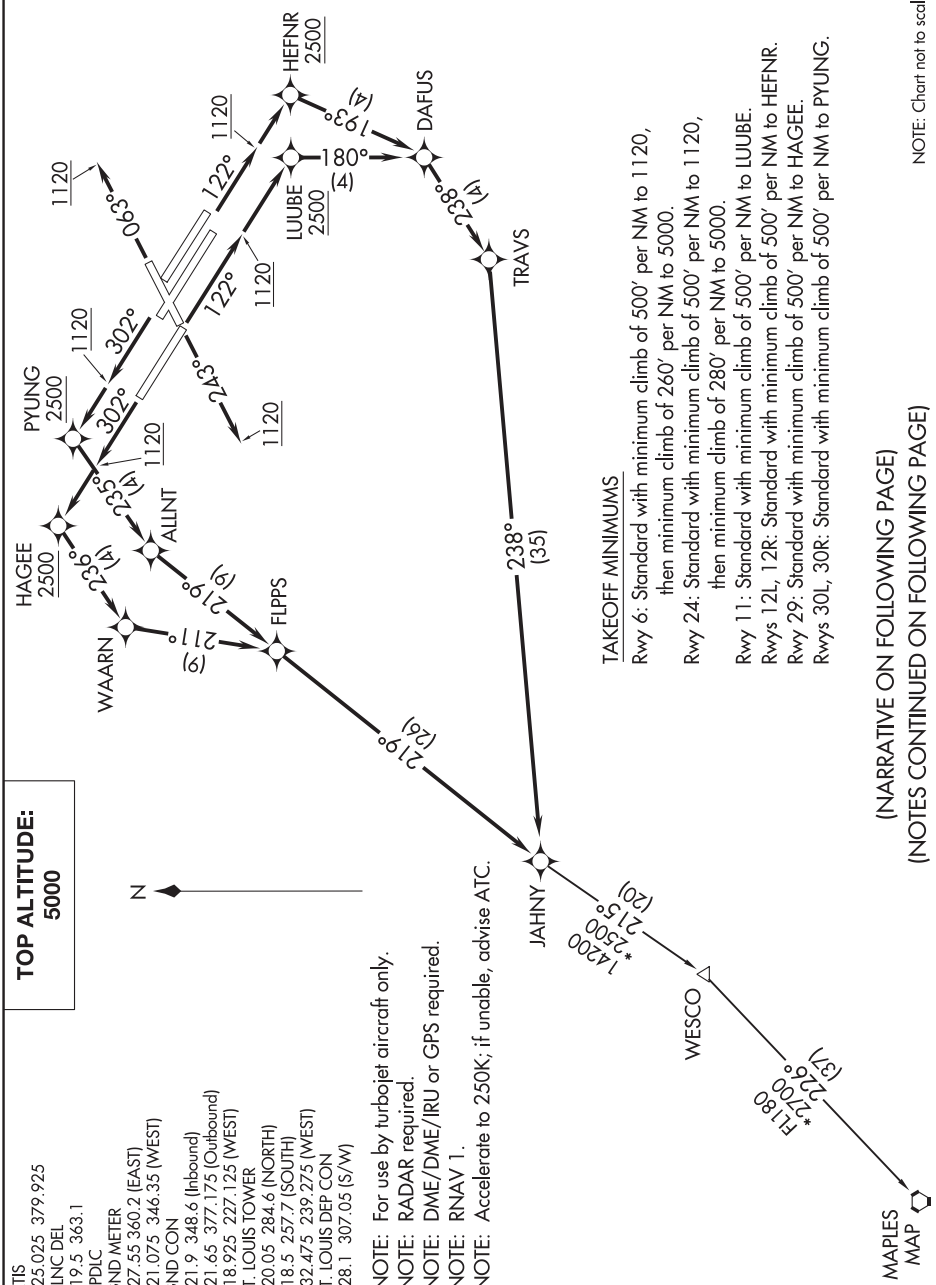 TOP ALTITUDE:
5000
TIS
25.025 379.925
LNC DEL
19.5 363.1
PDLC
ND METER
27.55 360.2 (EAST)
21.075 346.35 (WEST)
ND CON
21.9 348.6 (Inbound)
21.65 377.175 (Outbound)
18.925 227.125 (WEST)
T. LOUIS TOWER
20.05 284.6 (NORTH)
18.5 257.7 (SOUTH)
32.475 239.275 (WEST)
T. LOUIS DEP CON
28.1 307.05 (S/W)
NOTE: For use by turbojet aircraft only.
NOTE: RADAR required.
NOTE: DME/DME/IRU or GPS required.
NOTE: RNAV 1.
NOTE: Accelerate to 250K; if unable, advise ATC.
N
HAGEE
2500
PYUNG
2500
302°
1120
302°
1120
063°
1120
243°
1120
122°
1120
122°
1120
HEFNR
2500
LUUBE
2500
193°
(4)
180°
(4)
DAFUS
238°
(4)
TRAVS
238°
(35)
236°
(4)
WAARN
235°
(4)
ALLNT
211°
(9)
219°
(9)
FLPPS
219°
(26)
JAHNY
14200
*2500
215°
(20)
WESCO
FL180
*2700
226°
(37)
MAPLES
MAP
TAKEOFF MINIMUMS
Rwy 6: Standard with minimum climb of 500' per NM to 1120,
then minimum climb of 260' per NM to 5000.
Rwy 24: Standard with minimum climb of 500' per NM to 1120,
then minimum climb of 280' per NM to 5000.
Rwy 11: Standard with minimum climb of 500' per NM to LUUBE.
Rwys 12L, 12R: Standard with minimum climb of 500' per NM to HEFNR.
Rwy 29: Standard with minimum climb of 500' per NM to HAGEE.
Rwys 30L, 30R: Standard with minimum climb of 500' per NM to PYUNG.
(NARRATIVE ON FOLLOWING PAGE)
(NOTES CONTINUED ON FOLLOWING PAGE)
NOTE: Chart not to scal